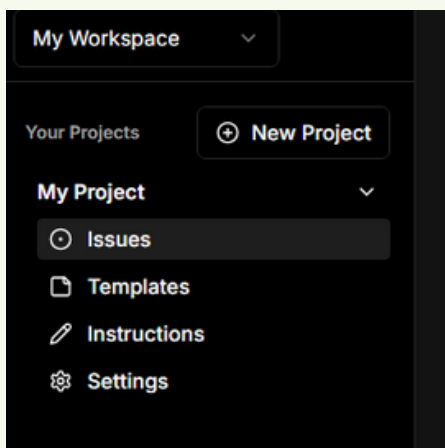 My Workspace
Your Projects
New Project
My Project
Issues
Templates
Instructions
Settings